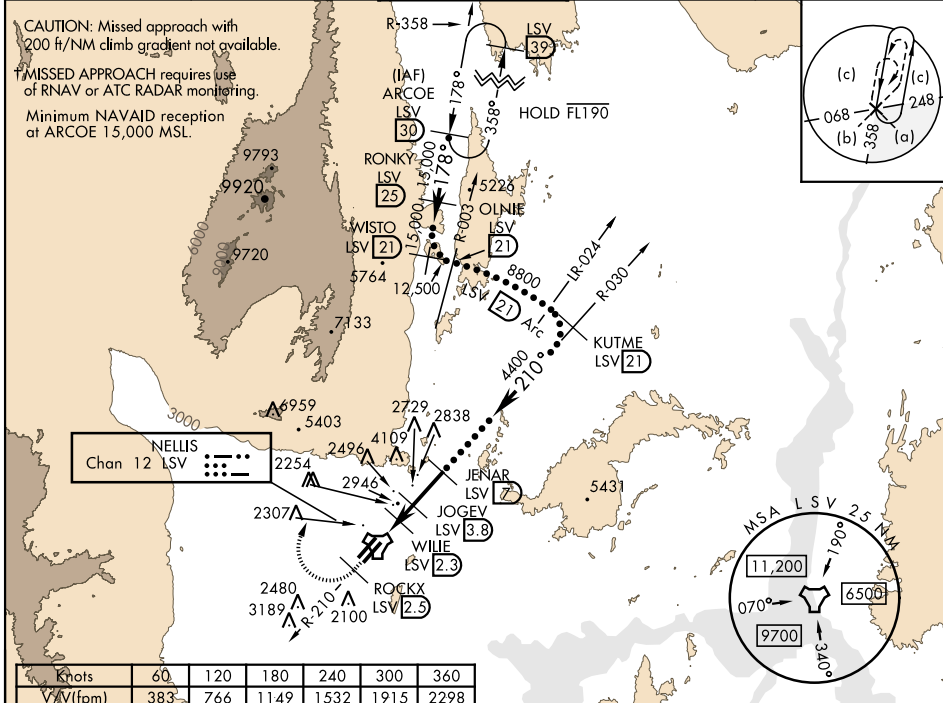 CAUTION: Missed approach with
200 ft/NM climb gradient not available.
† MISSED APPROACH requires use
of RNAV or ATC RADAR monitoring.
Minimum NAVAID reception
at ARCOE 15,000 MSL.
R-358
LSV
39
(IAF)
ARCOE
LSV
30
178°
358°
HOLD FL190
15,000
178°
RONKY
LSV
25
5226
OLNIE
LSV
21
R-003
15,000
WISTO
LSV 21
12,500
8800
LSV 21 Arc
LR-024
R-030
KUTME
LSV 21
4400
210°
9793
9920
9720
6000
9000
5764
7133
3000
6959
5403
2729
2838
4109
2496
NELLIS
Chan 12 LSV
2254
2946
2307
JENAR
LSV 7
JOGEV
LSV 3.8
WILIE
LSV 2.3
ROCKX
LSV 2.5
5431
2480
3189
2100
R-210
(c)
(c)
068
248
(b)
358
(a)
MSA LSV 25 NM
190°
11,200
6500
070°
9700
340°
Knots 60 120 180 240 300 360
V/V(fpm) 383 766 1149 1532 1915 2298